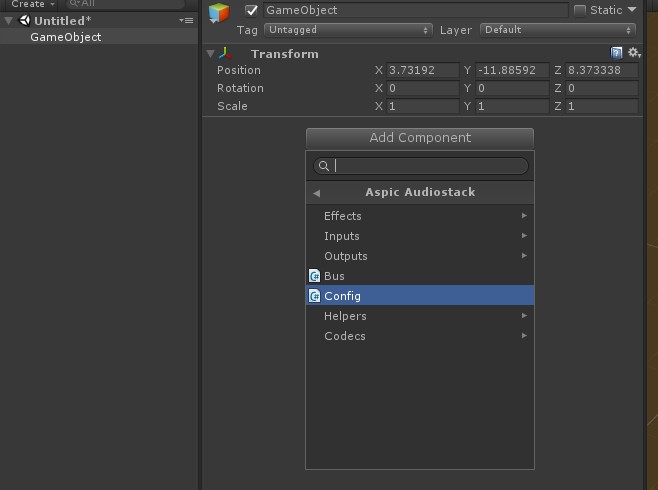 Create
All
GameObject
Static
Untitled*
GameObject
Tag Untagged Layer Default
Transform
Position X 3.73192 Y -11.88592 Z 8.373338
Rotation X 0 Y 0 Z 0
Scale X 1 Y 1 Z 1
Add Component
Aspic Audiostack
Effects
Inputs
Outputs
Bus
Config
Helpers
Codecs